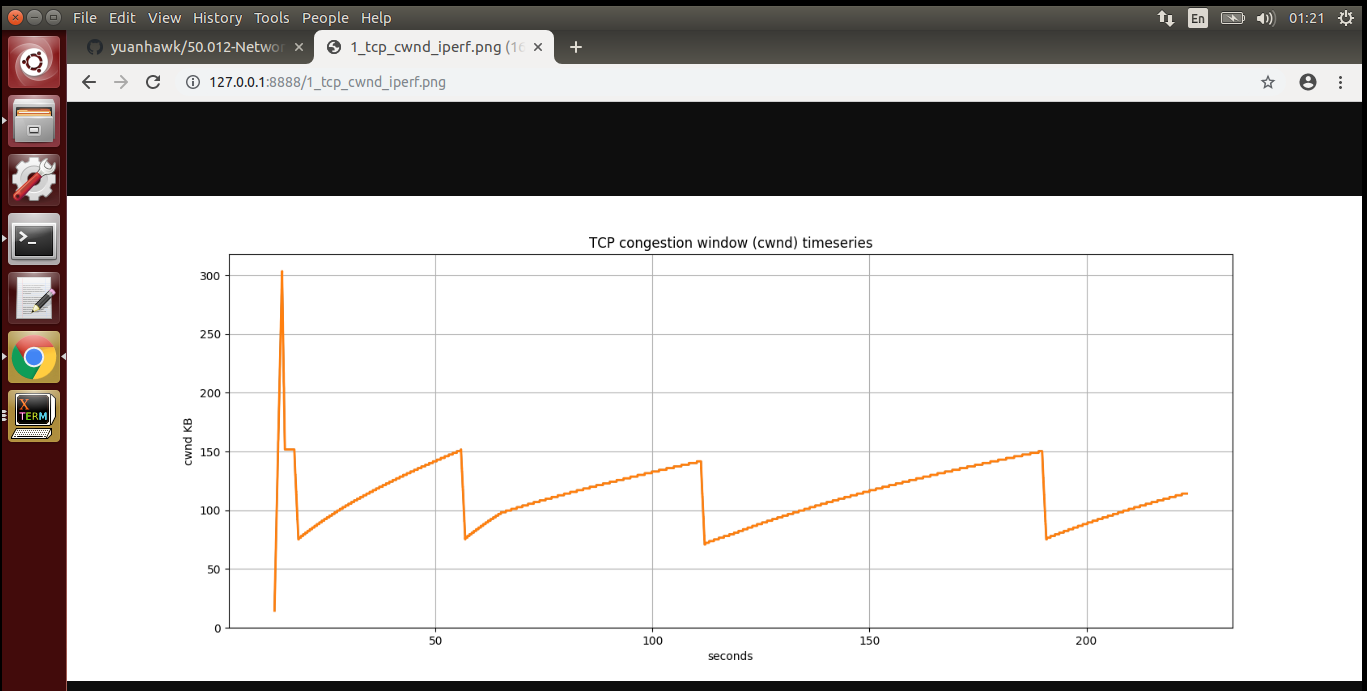 File Edit View History Tools People Help
En
01:21
yuanhawk/50.012-Networ
1_tcp_cwnd_iperf.png (16
127.0.0.1:8888/1_tcp_cwnd_iperf.png
TCP congestion window (cwnd) timeseries
300
250
200
150
100
50
0
cwnd KB
50 100 150 200
seconds
X
TERM